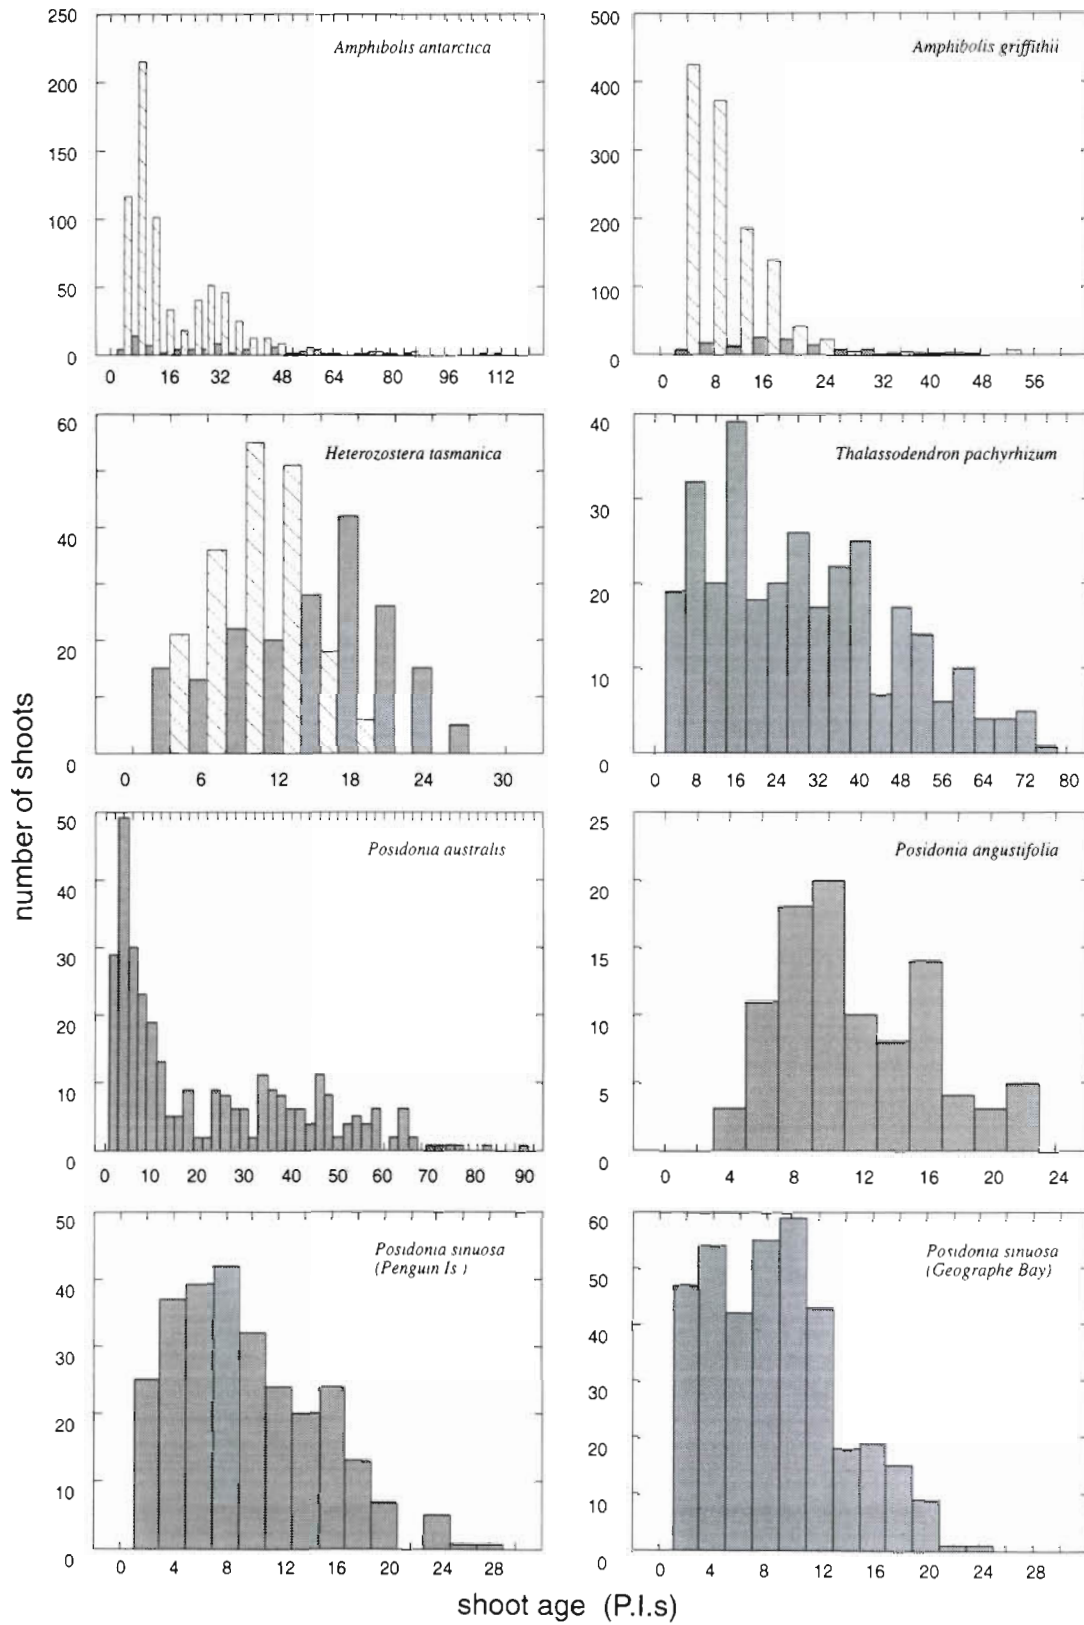 number of shoots
Amphibolis antarctica
250
200
150
100
50
0
0 16 32 48 64 80 96 112
Amphibolis griffithii
500
400
300
200
100
0
0 8 16 24 32 40 48 56
Heterozostera tasmanica
60
40
20
0
0 6 12 18 24 30
Thalassodendron pachyrhizum
40
30
20
10
0
0 8 16 24 32 40 48 56 64 72 80
Posidonia australis
50
40
30
20
10
0
0 10 20 30 40 50 60 70 80 90
Posidonia angustifolia
25
20
15
10
5
0
0 4 8 12 16 20 24
Posidonia sinuosa
(Penguin Is )
50
40
30
20
10
0
0 4 8 12 16 20 24 28
Posidonia sinuosa
(Geographe Bay)
60
50
40
30
20
10
0
0 4 8 12 16 20 24 28
shoot age (P.I.s)